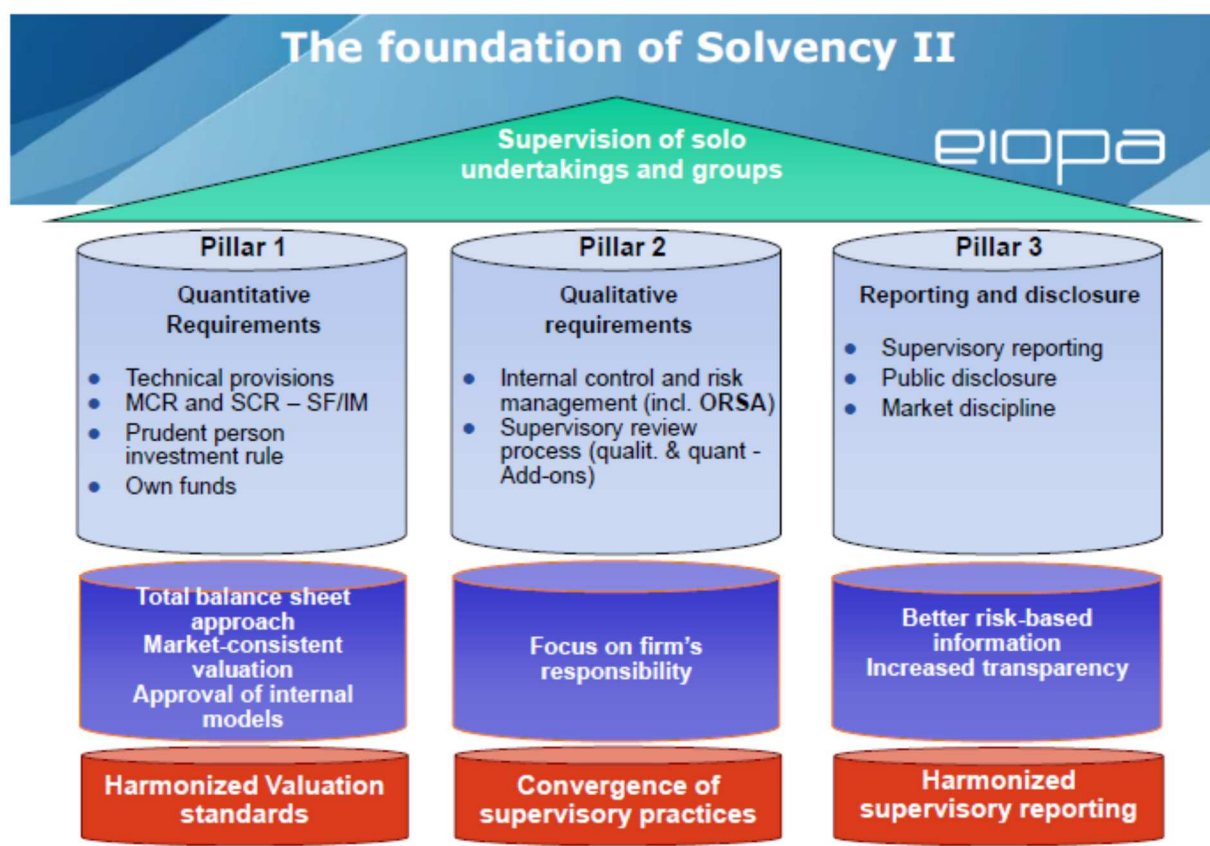 The foundation of Solvency II
eiopa
Supervision of solo
undertakings and groups
Pillar 1
Quantitative
Requirements
● Technical provisions
● MCR and SCR – SF/IM
● Prudent person
investment rule
● Own funds
Total balance sheet
approach
Market-consistent
valuation
Approval of internal
models
Harmonized Valuation
standards
Pillar 2
Qualitative
requirements
● Internal control and risk
management (incl. ORSA)
● Supervisory review
process (qualit. & quant -
Add-ons)
Focus on firm's
responsibility
Convergence of
supervisory practices
Pillar 3
Reporting and disclosure
● Supervisory reporting
● Public disclosure
● Market discipline
Better risk-based
information
Increased transparency
Harmonized
supervisory reporting